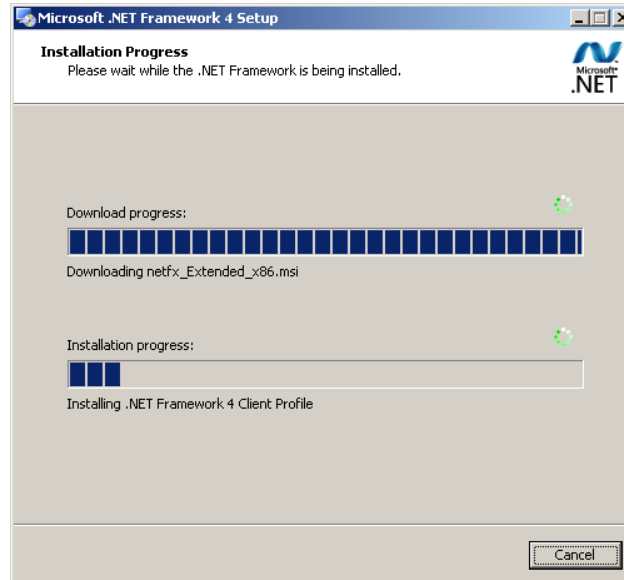 Microsoft .NET Framework 4 Setup
Installation Progress
Please wait while the .NET Framework is being installed.
Microsoft®
.NET
Download progress:
Downloading netfx_Extended_x86.msi
Installation progress:
Installing .NET Framework 4 Client Profile
Cancel